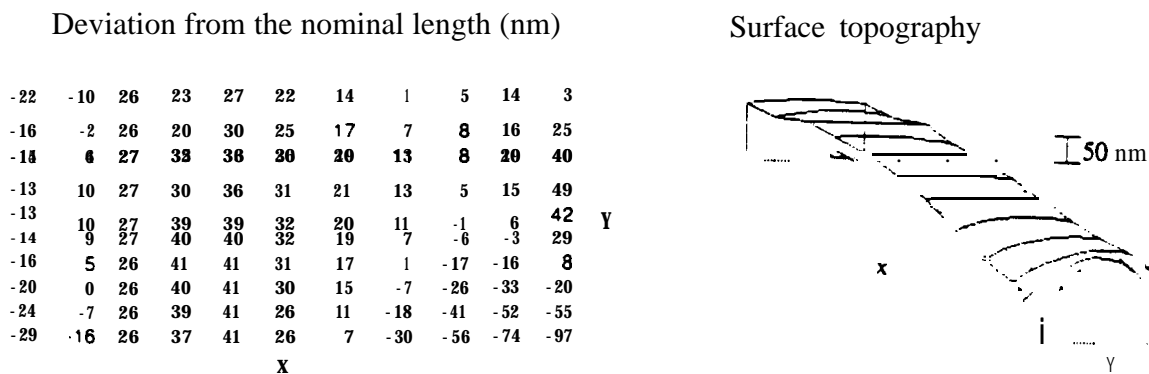 Deviation from the nominal length (nm)
Surface topography
-22 -10 26 23 27 22 14 1 5 14 3
-16 -2 26 20 30 25 17 7 8 16 25
27 13 8 40
50 nm
-13 10 27 30 36 31 21 13 5 15 49
-13 10 27 39 39 32 20 11 -1 6 42
Y
-14 9 27 40 40 32 19 7 -6 -3 29
-16 5 26 41 41 31 17 1 -17 -16 8
x
-20 0 26 40 41 30 15 -7 -26 -33 -20
-24 -7 26 39 41 26 11 -18 -41 -52 -55
-29 -16 26 37 41 26 7 -30 -56 -74 -97
X
Y